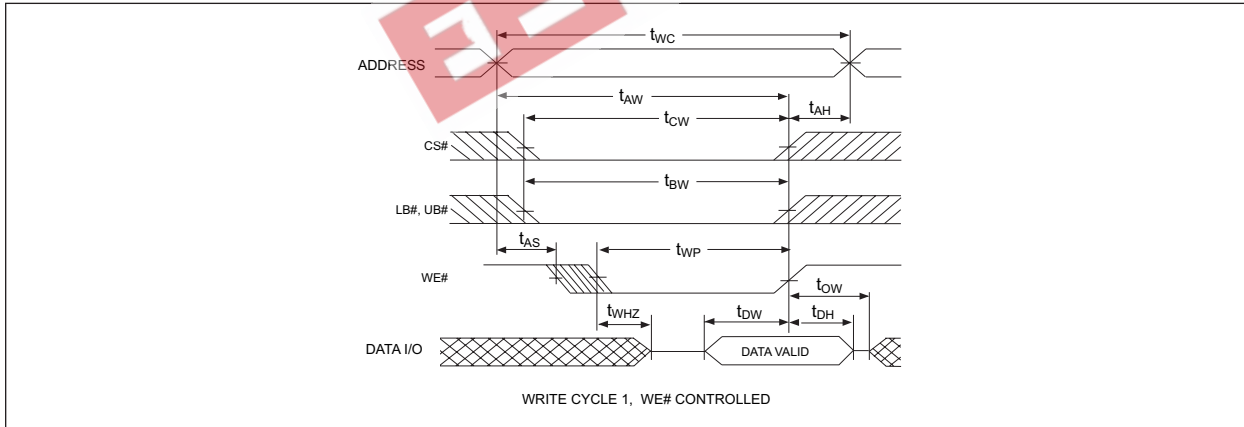 tWC
ADDRESS
tAW
tAH
tCW
CS#
tBW
LB#, UB#
tAS
tWP
WE#
tOW
tWHZ
tDW
tDH
DATA I/O
DATA VALID
WRITE CYCLE 1, WE# CONTROLLED